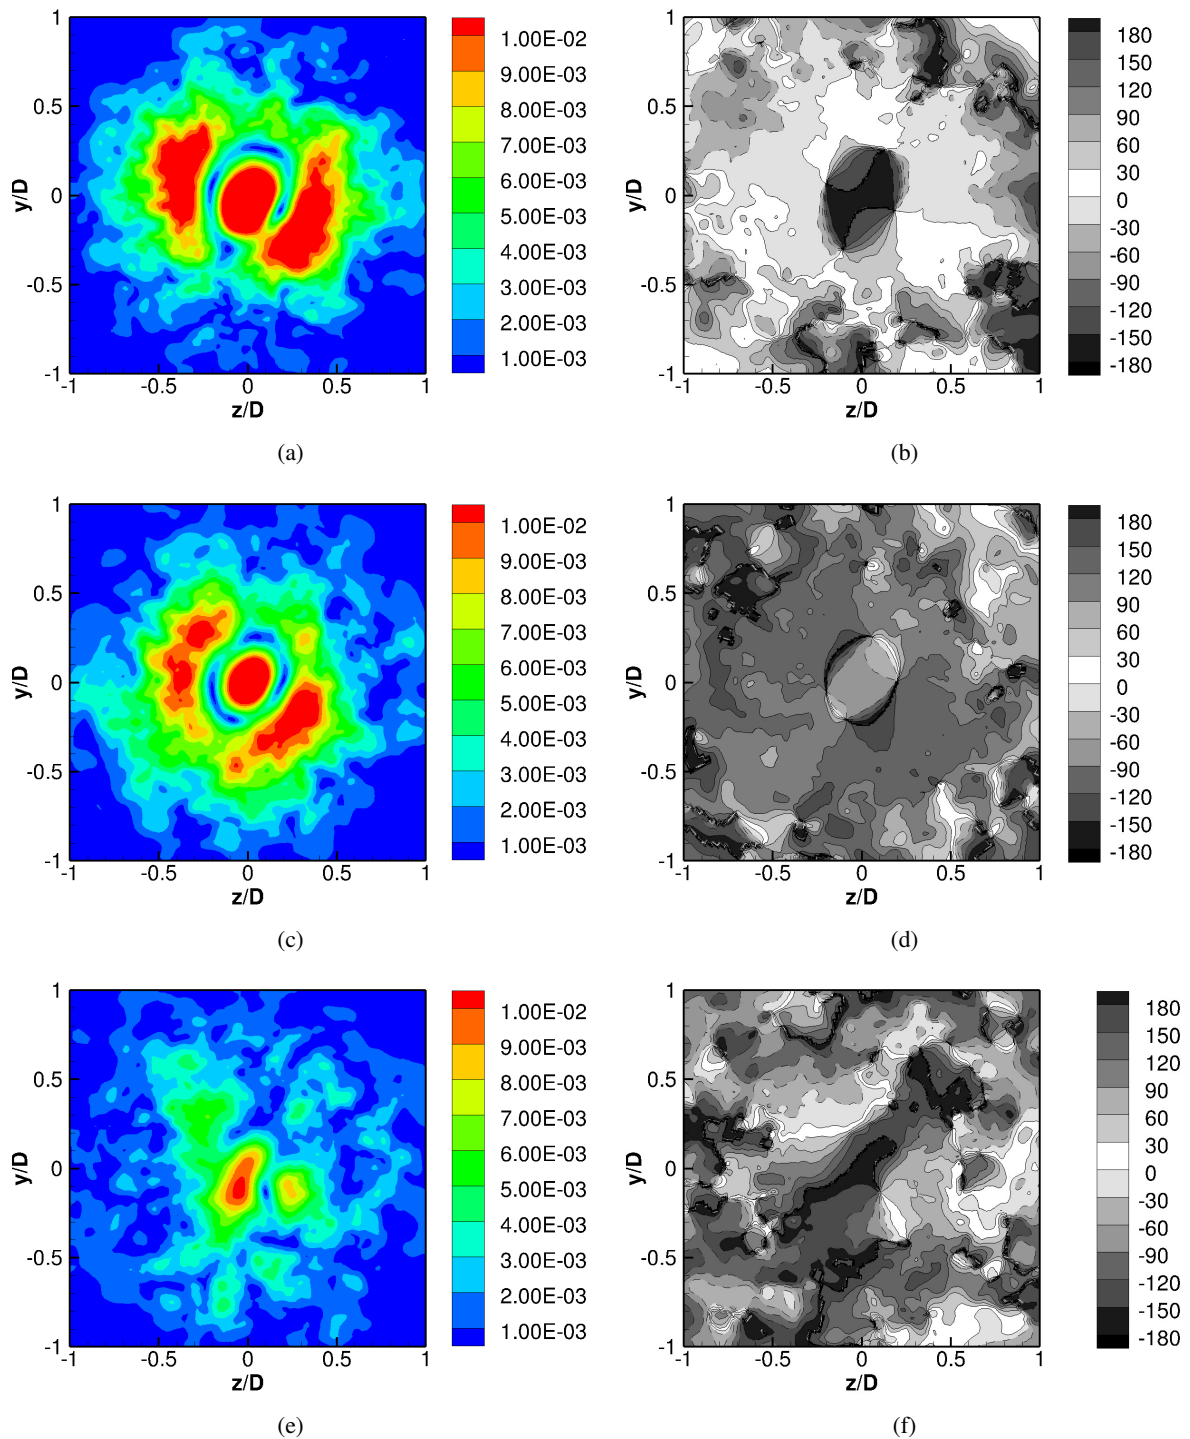 1
0.5
0
-0.5
-1
y/D
-1
-0.5
0
0.5
1
z/D
1.00E-02
9.00E-03
8.00E-03
7.00E-03
6.00E-03
5.00E-03
4.00E-03
3.00E-03
2.00E-03
1.00E-03
(a)
1
0.5
0
-0.5
-1
y/D
-1
-0.5
0
0.5
1
z/D
180
150
120
90
60
30
0
-30
-60
-90
-120
-150
-180
(b)
1
0.5
0
-0.5
-1
y/D
-1
-0.5
0
0.5
1
z/D
1.00E-02
9.00E-03
8.00E-03
7.00E-03
6.00E-03
5.00E-03
4.00E-03
3.00E-03
2.00E-03
1.00E-03
(c)
1
0.5
0
-0.5
-1
y/D
-1
-0.5
0
0.5
1
z/D
180
150
120
90
60
30
0
-30
-60
-90
-120
-150
-180
(d)
1
0.5
0
-0.5
-1
y/D
-1
-0.5
0
0.5
1
z/D
1.00E-02
9.00E-03
8.00E-03
7.00E-03
6.00E-03
5.00E-03
4.00E-03
3.00E-03
2.00E-03
1.00E-03
(e)
1
0.5
0
-0.5
-1
y/D
-1
-0.5
0
0.5
1
z/D
180
150
120
90
60
30
0
-30
-60
-90
-120
-150
-180
(f)